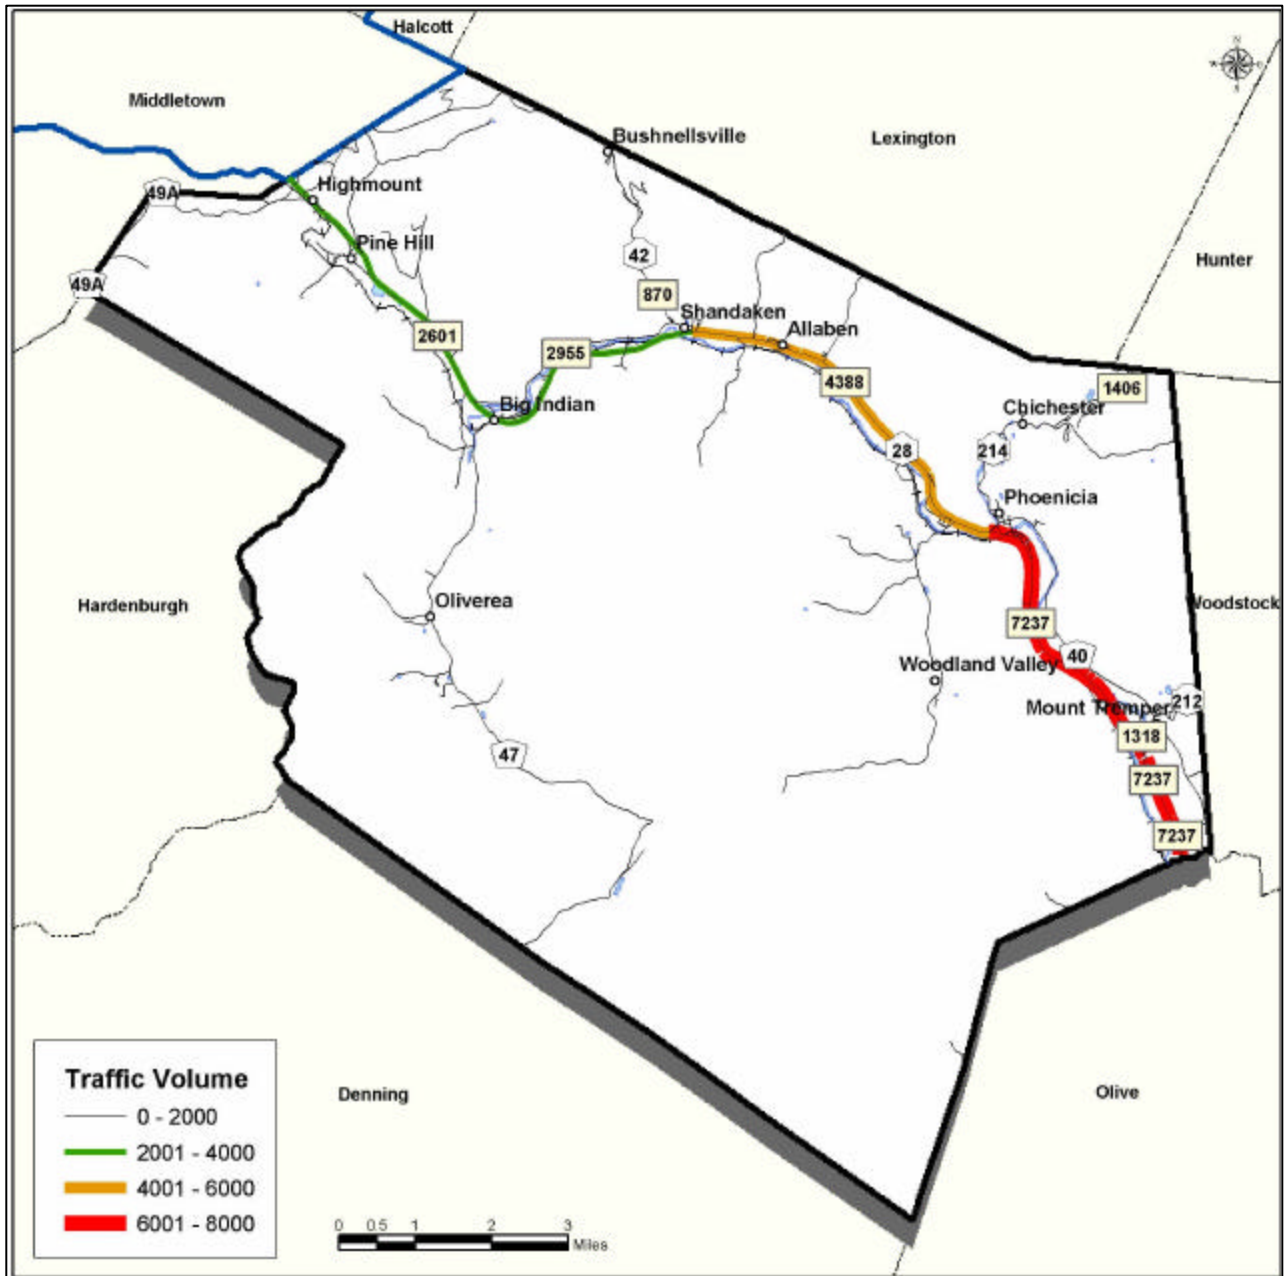 Halcott
Middletown
Bushnellsville
Lexington
N
49A
Highmount
Pine Hill
42
Hunter
49A
870
Shandaken
Allaben
2601
2955
4388
1406
Big Indian
Chichester
28
214
Phoenicia
Hardenburgh
Oliverea
Woodstock
7237
Woodland Valley
40
212
Mount Tremper
1318
47
7237
7237
Denning
Olive
Traffic Volume
0 - 2000
2001 - 4000
4001 - 6000
6001 - 8000
0 0.5 1 2 3
Miles